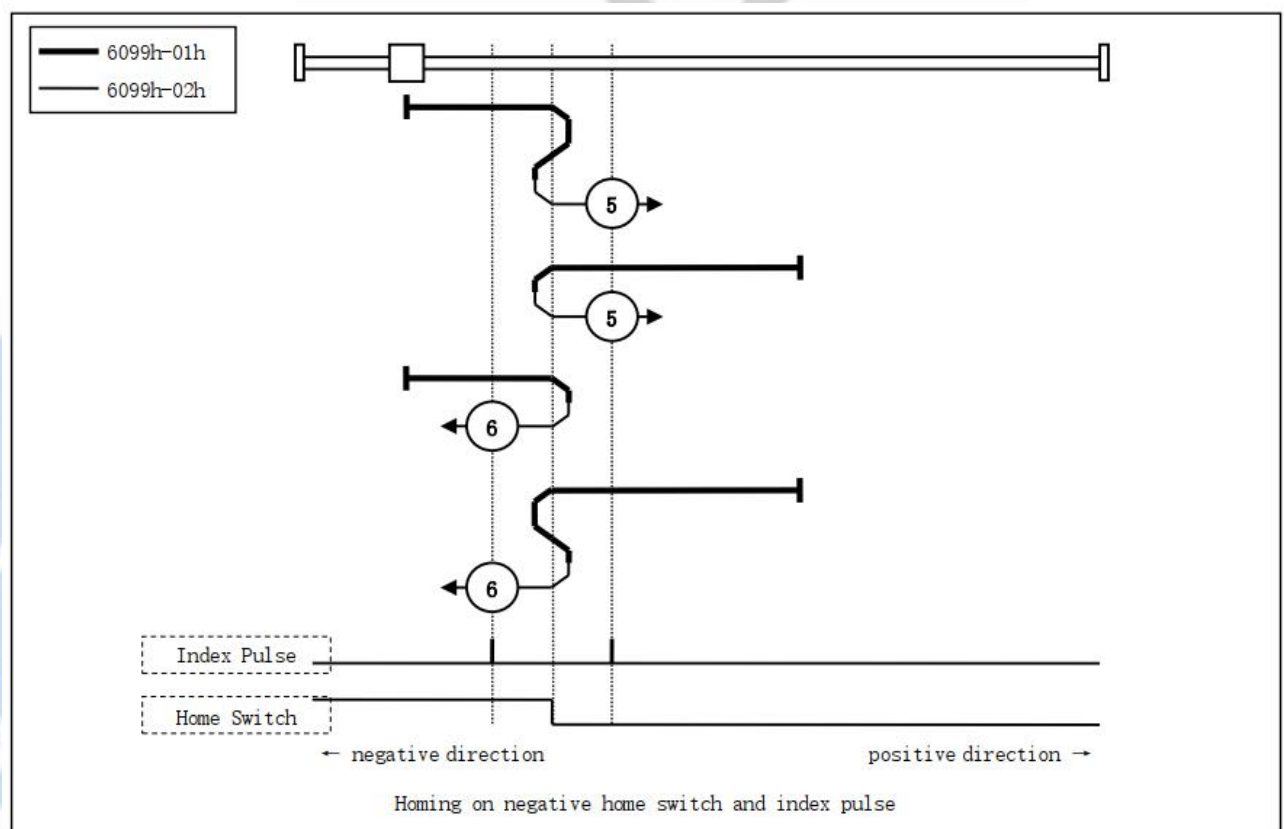 6099h-01h
6099h-02h
5
5
6
6
Index Pulse
Home Switch
← negative direction
positive direction →
Homing on negative home switch and index pulse